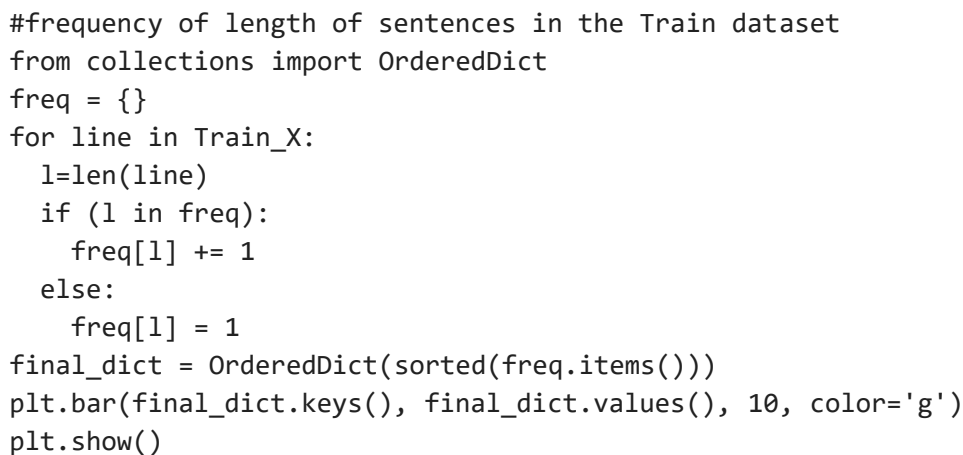 #frequency of length of sentences in the Train dataset
from collections import OrderedDict
freq = {}
for line in Train_X:
  l=len(line)
  if (l in freq):
    freq[l] += 1
  else:
    freq[l] = 1
final_dict = OrderedDict(sorted(freq.items()))
plt.bar(final_dict.keys(), final_dict.values(), 10, color='g')
plt.show()